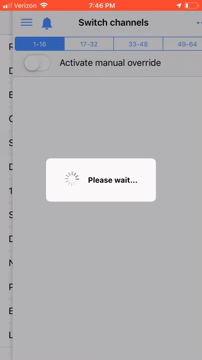 Verizon 7:46 PM
Switch channels
1-16 17-32 33-48 49-64
Activate manual override
Please wait...
P
D
B
C
D
1
S
D
N
P
E
L